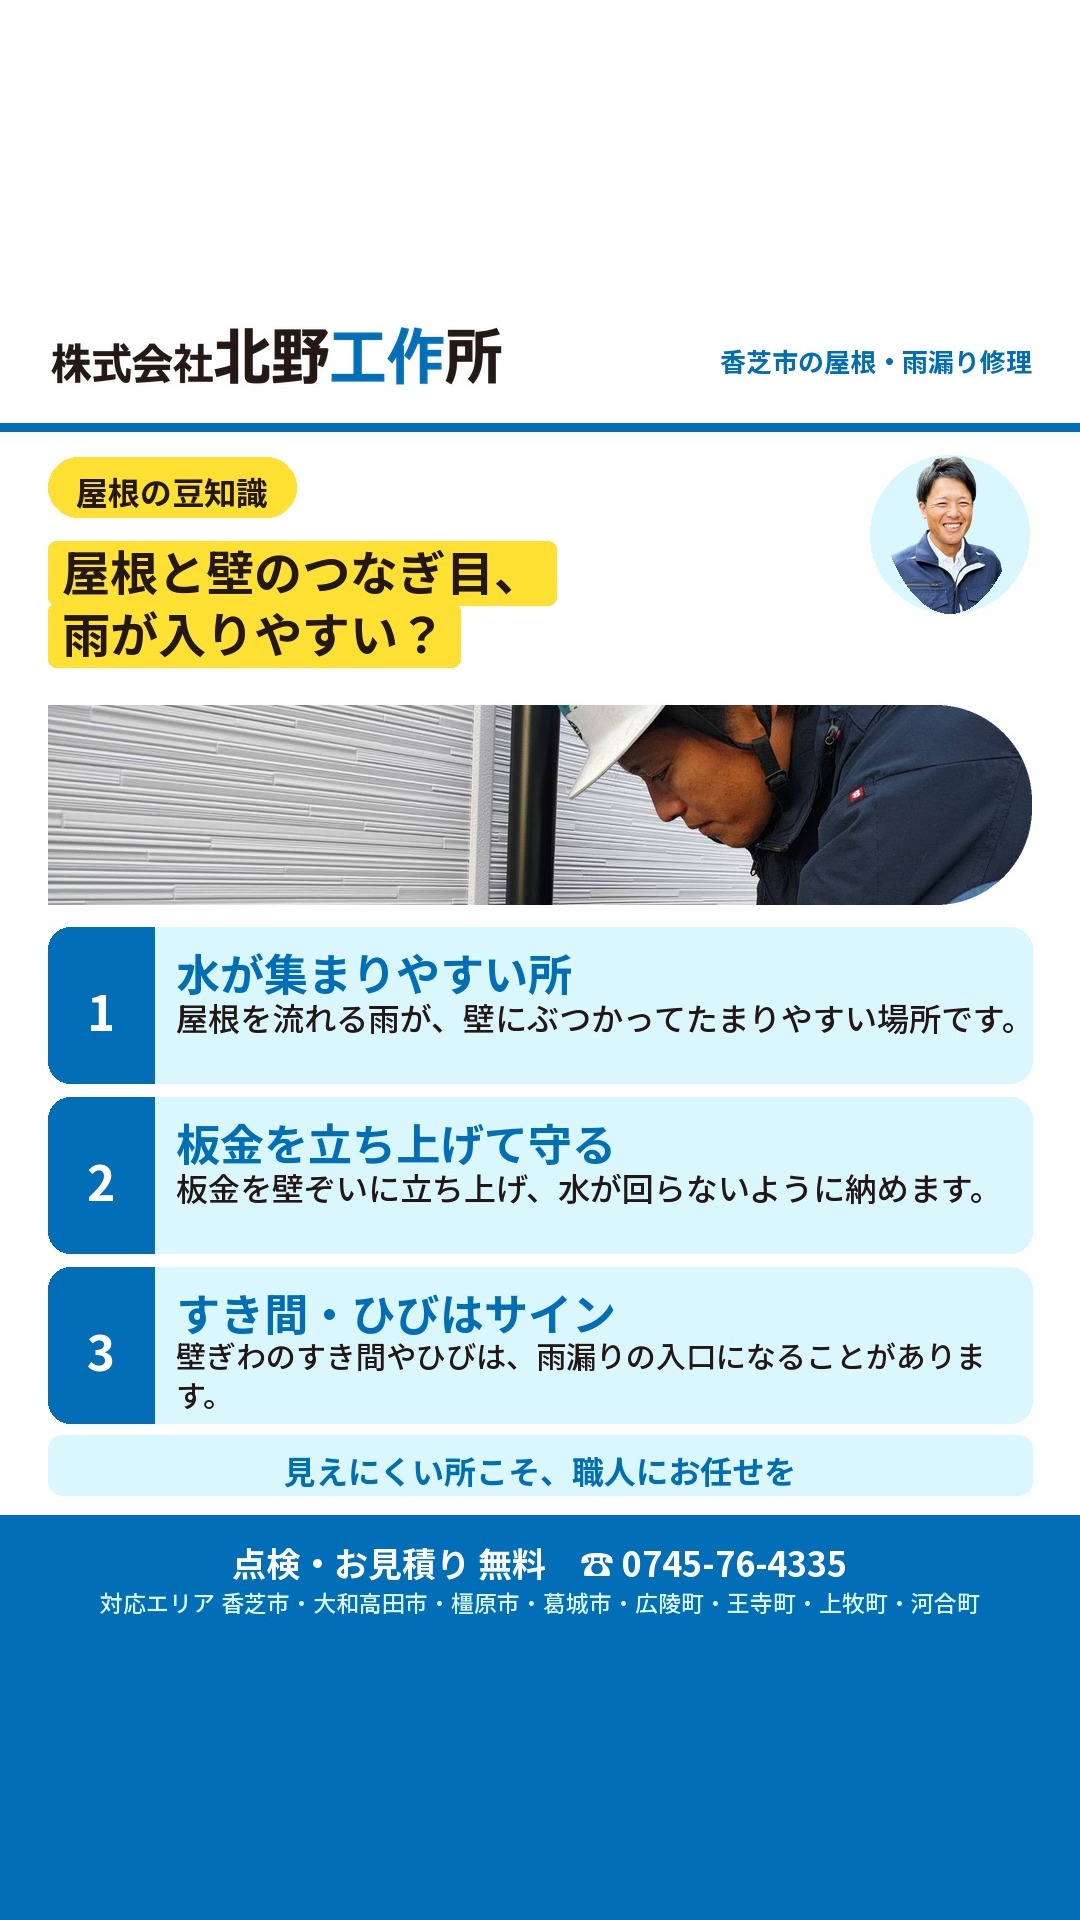 株式会社北野工作所
香芝市の屋根・雨漏り修理
屋根の豆知識
屋根と壁のつなぎ目、
雨が入りやすい？
1
水が集まりやすい所
屋根を流れる雨が、壁にぶつかってたまりやすい場所です。
2
板金を立ち上げて守る
板金を壁ぞいに立ち上げ、水が回らないように納めます。
3
すき間・ひびはサイン
壁ぎわのすき間やひびは、雨漏りの入口になることがありま
す。
見えにくい所こそ、職人にお任せを
点検・お見積り 無料　☎ 0745-76-4335
対応エリア 香芝市・大和高田市・橿原市・葛城市・広陵町・王寺町・上牧町・河合町